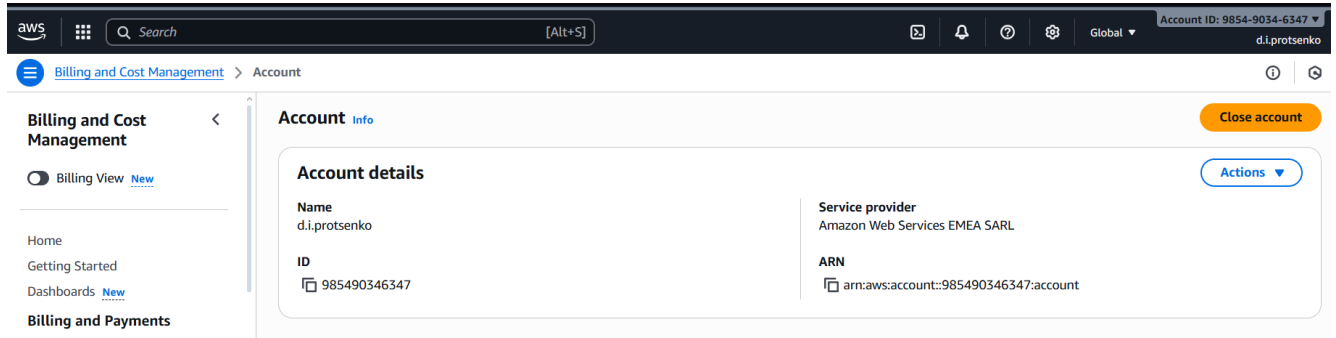 aws
Search [Alt+S]
Global
Account ID: 9854-9034-6347
d.i.protsenko
Billing and Cost Management > Account
Billing and Cost Management
Billing View New
Home
Getting Started
Dashboards New
Billing and Payments
Account Info
Close account
Account details
Actions
Name
d.i.protsenko
ID
985490346347
Service provider
Amazon Web Services EMEA SARL
ARN
arn:aws:account::985490346347:account